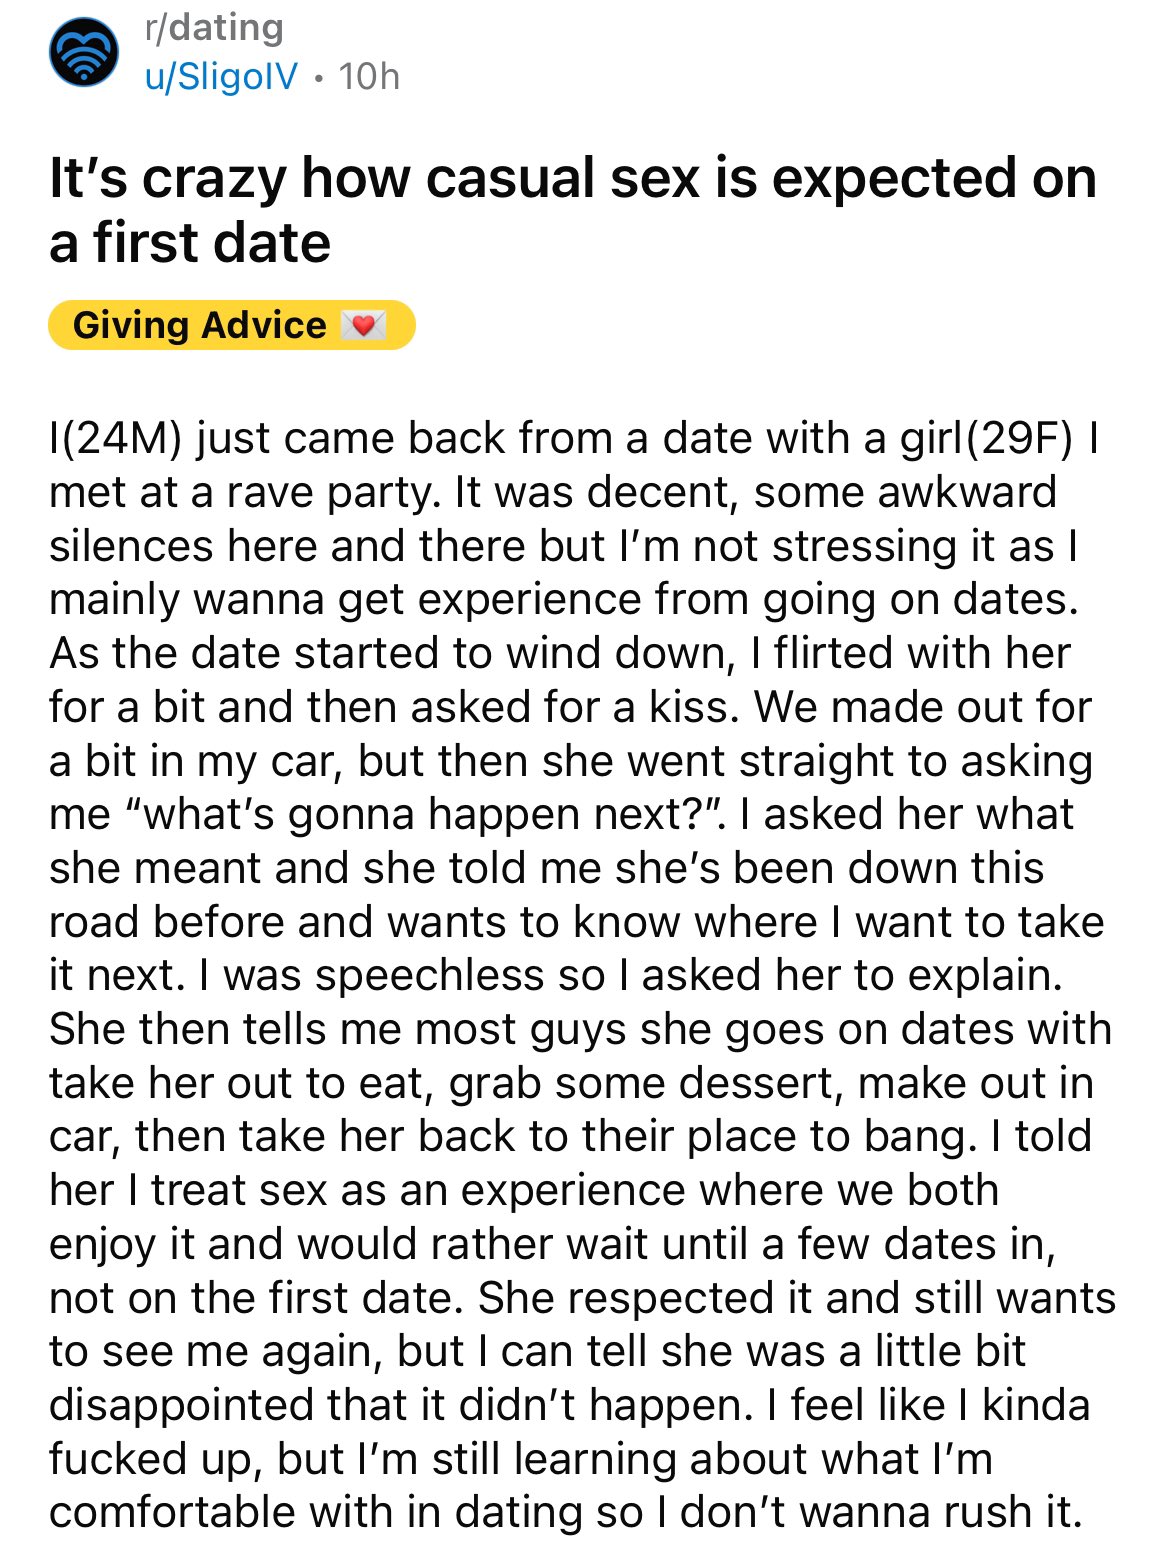 r/dating
u/SligoIV • 10h
It’s crazy how casual sex is expected on
a first date
Giving Advice 💌
I(24M) just came back from a date with a girl(29F) I
met at a rave party. It was decent, some awkward
silences here and there but I’m not stressing it as I
mainly wanna get experience from going on dates.
As the date started to wind down, I flirted with her
for a bit and then asked for a kiss. We made out for
a bit in my car, but then she went straight to asking
me “what’s gonna happen next?”. I asked her what
she meant and she told me she’s been down this
road before and wants to know where I want to take
it next. I was speechless so I asked her to explain.
She then tells me most guys she goes on dates with
take her out to eat, grab some dessert, make out in
car, then take her back to their place to bang. I told
her I treat sex as an experience where we both
enjoy it and would rather wait until a few dates in,
not on the first date. She respected it and still wants
to see me again, but I can tell she was a little bit
disappointed that it didn’t happen. I feel like I kinda
fucked up, but I’m still learning about what I’m
comfortable with in dating so I don’t wanna rush it.